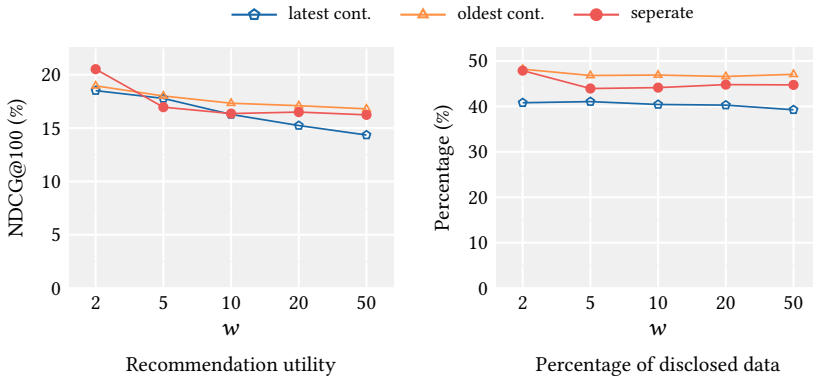 latest cont. oldest cont. seperate
NDCG@100 (%)
20
15
10
5
0
2 5 10 20 50
w
Recommendation utility
Percentage (%)
50
40
30
20
10
0
2 5 10 20 50
w
Percentage of disclosed data